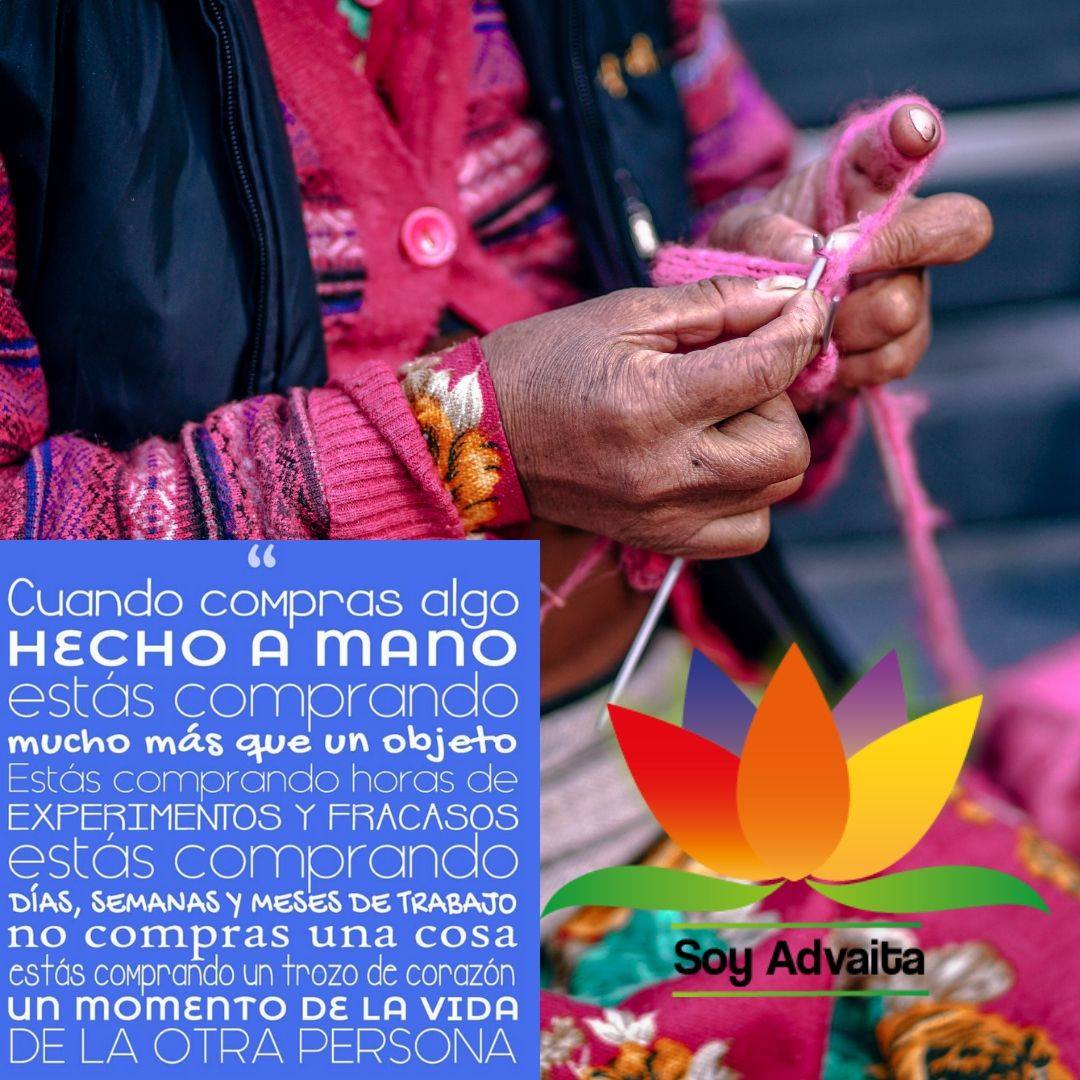 “
Cuando compras algo
HECHO A MANO
estás comprando
mucho más que un objeto
Estás comprando horas de
EXPERIMENTOS Y FRACASOS
estás comprando
DÍAS, SEMANAS Y MESES DE TRABAJO
no compras una cosa
estás comprando un trozo de corazón
UN MOMENTO DE LA VIDA
DE LA OTRA PERSONA
Soy Advaita